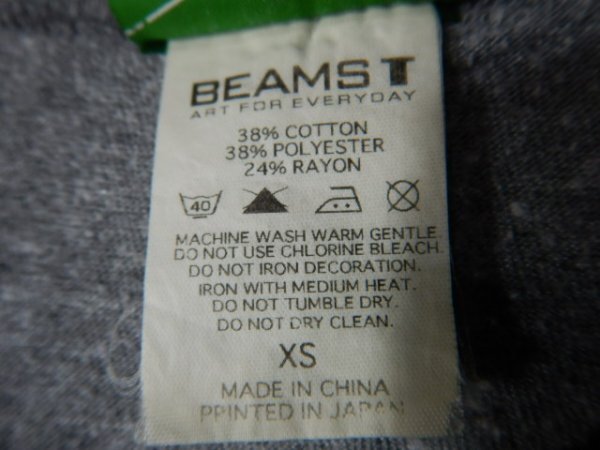 BEAMS T
ART FOR EVERYDAY
38% COTTON
38% POLYESTER
24% RAYON
40
MACHINE WASH WARM GENTLE.
DO NOT USE CHLORINE BLEACH.
DO NOT IRON DECORATION.
IRON WITH MEDIUM HEAT.
DO NOT TUMBLE DRY.
DO NOT DRY CLEAN.
XS
MADE IN CHINA
PRINTED IN JAPAN